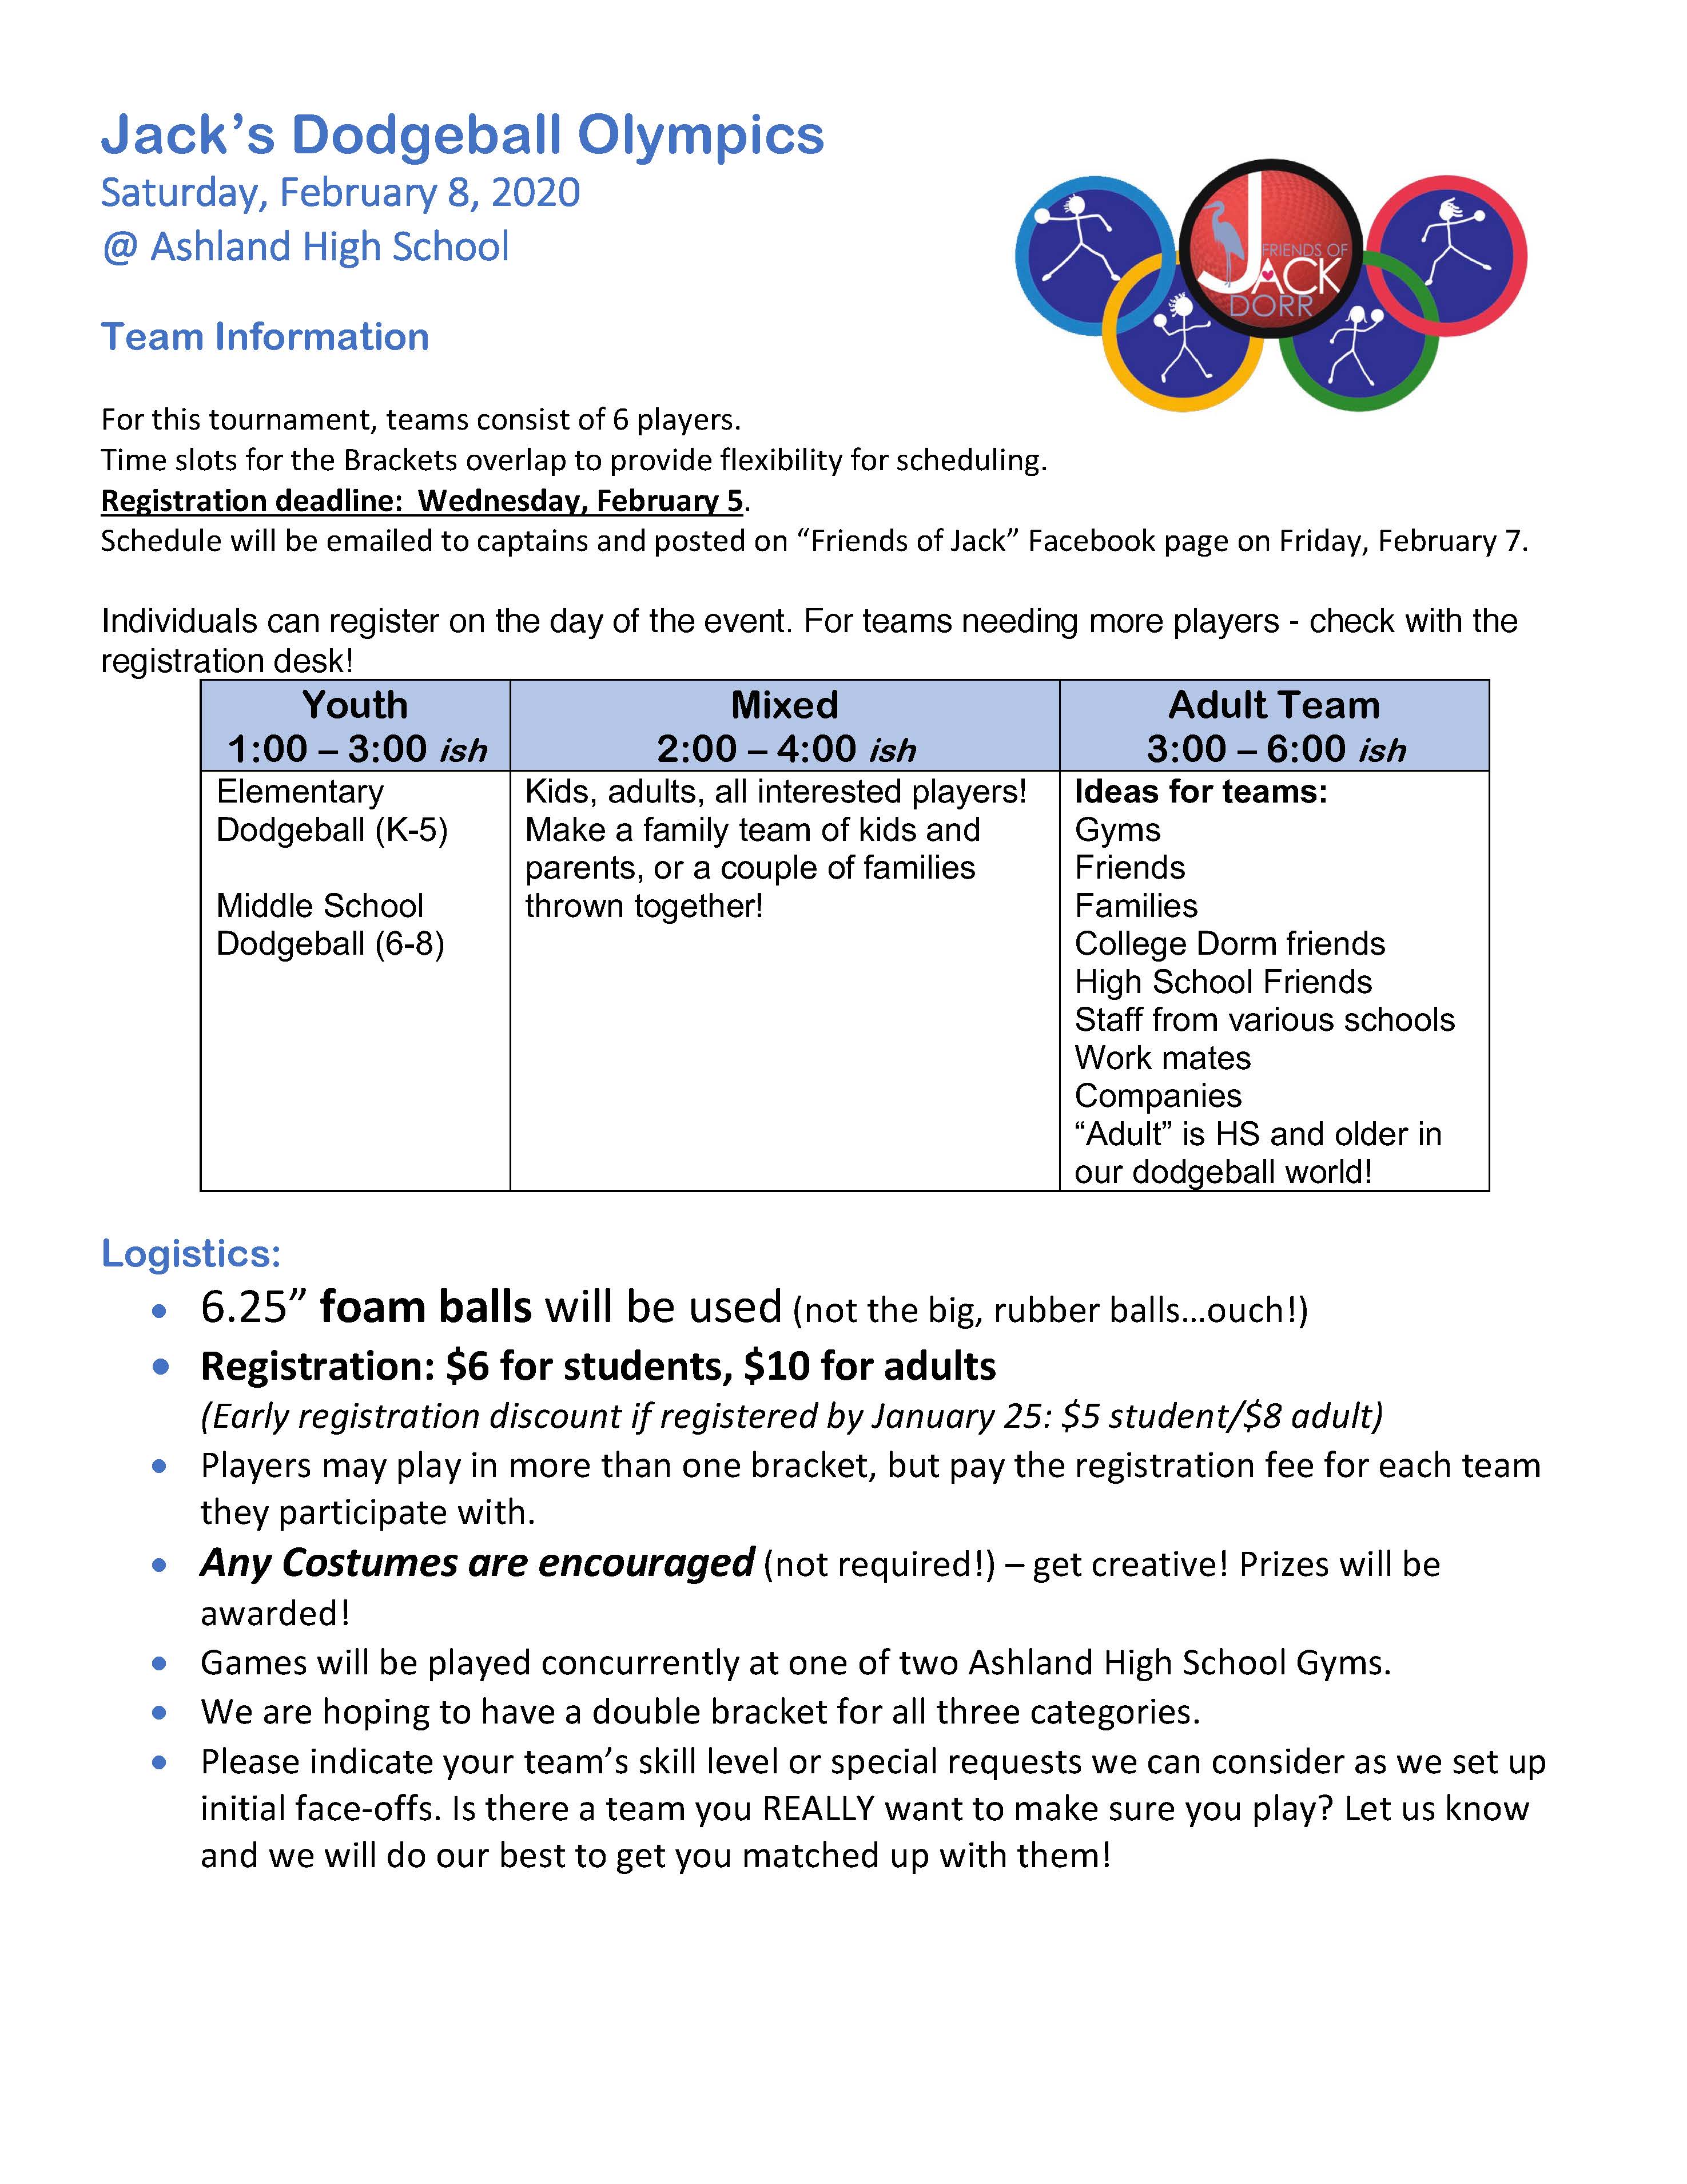 Jack’s Dodgeball Olympics
Saturday, February 8, 2020
@ Ashland High School
FRIENDS OF
JACK
DORR
Team Information
For this tournament, teams consist of 6 players.
Time slots for the Brackets overlap to provide flexibility for scheduling.
Registration deadline:  Wednesday, February 5.
Schedule will be emailed to captains and posted on “Friends of Jack” Facebook page on Friday, February 7.
Individuals can register on the day of the event. For teams needing more players - check with the
registration desk!
Youth
1:00 – 3:00 ish
Mixed
2:00 – 4:00 ish
Adult Team
3:00 – 6:00 ish
Elementary
Dodgeball (K-5)
Middle School
Dodgeball (6-8)
Kids, adults, all interested players!
Make a family team of kids and
parents, or a couple of families
thrown together!
Ideas for teams:
Gyms
Friends
Families
College Dorm friends
High School Friends
Staff from various schools
Work mates
Companies
“Adult” is HS and older in
our dodgeball world!
Logistics:
• 6.25” foam balls will be used (not the big, rubber balls…ouch!)
• Registration: $6 for students, $10 for adults
(Early registration discount if registered by January 25: $5 student/$8 adult)
• Players may play in more than one bracket, but pay the registration fee for each team
they participate with.
• Any Costumes are encouraged (not required!) – get creative! Prizes will be
awarded!
• Games will be played concurrently at one of two Ashland High School Gyms.
• We are hoping to have a double bracket for all three categories.
• Please indicate your team’s skill level or special requests we can consider as we set up
initial face-offs. Is there a team you REALLY want to make sure you play? Let us know
and we will do our best to get you matched up with them!